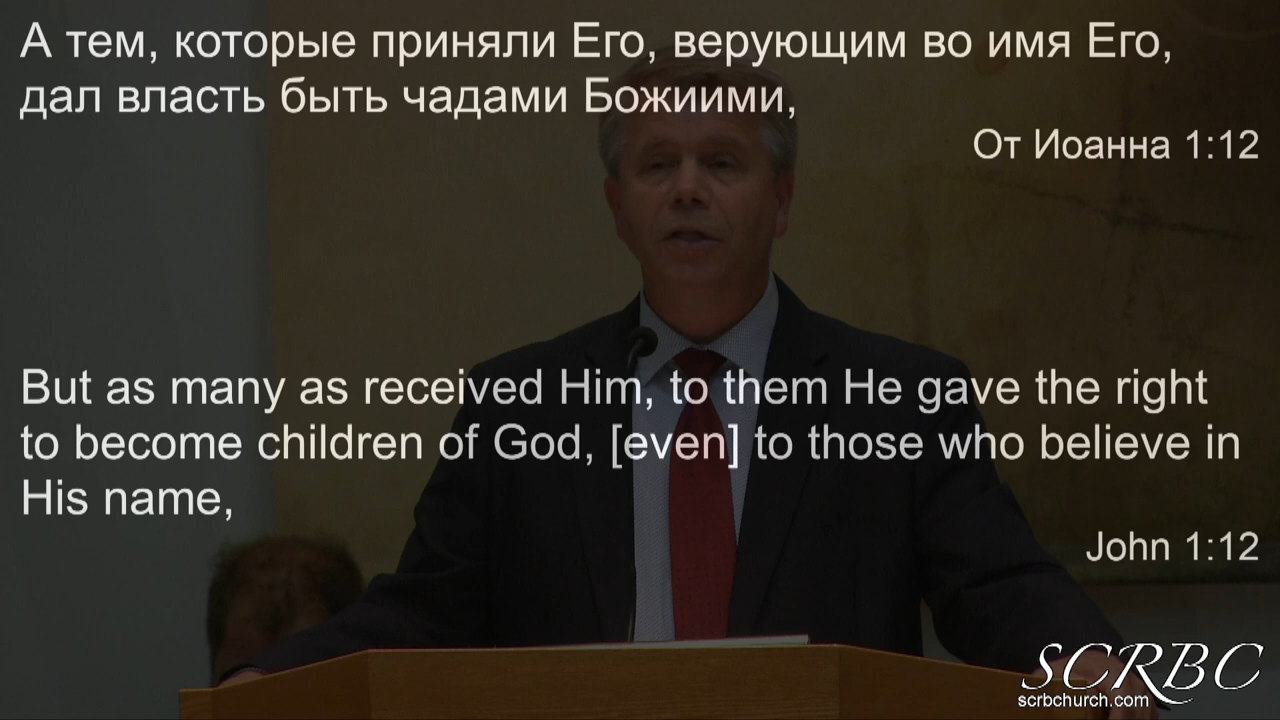 А тем, которые приняли Его, верующим во имя Его,
дал власть быть чадами Божиими,
От Иоанна 1:12
But as many as received Him, to them He gave the right
to become children of God, [even] to those who believe in
His name,
John 1:12
SCRBC
scrbchurch.com